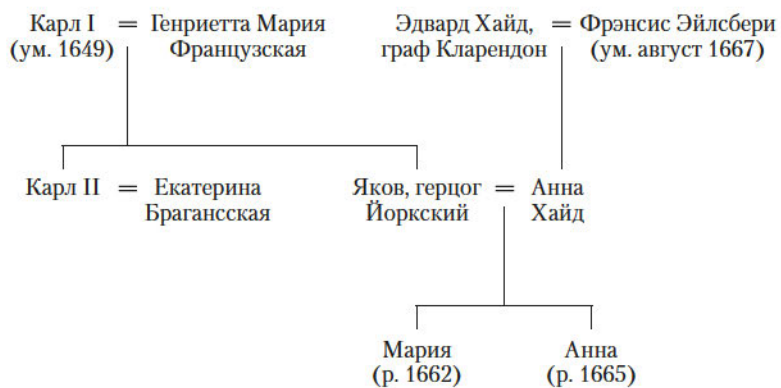 Карл I = Генриетта Мария Эдвард Хайд, = Фрэнсис Эйлсбери
(ум. 1649) Французская граф Кларендон (ум. август 1667)
Карл II = Екатерина Яков, герцог = Анна
Брагансская Йоркский Хайд
Мария Анна
(р. 1662) (р. 1665)